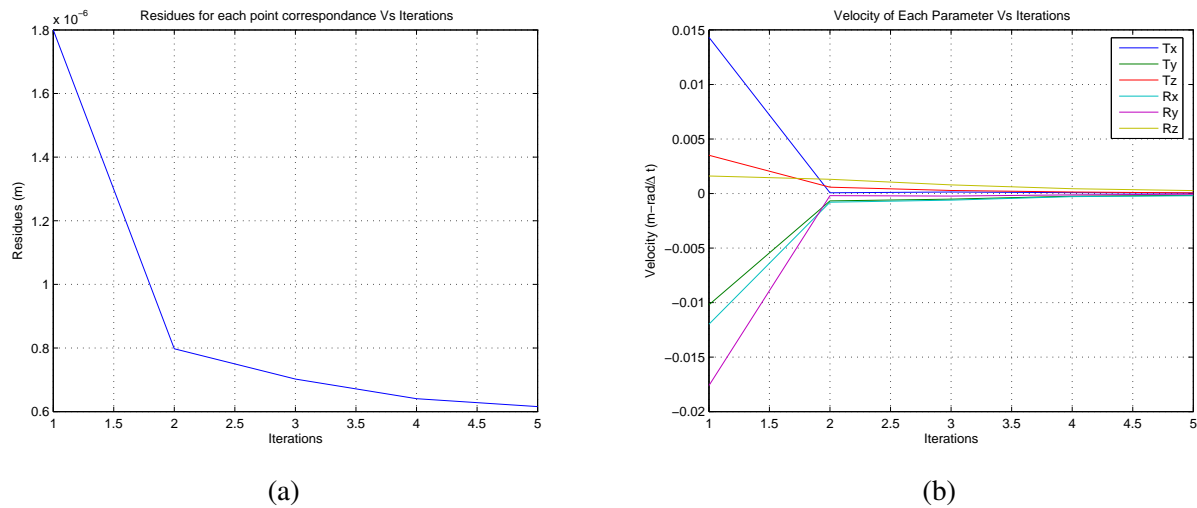 Residues for each point correspondance Vs Iterations
x 10⁻⁶
1.8
1.6
1.4
1.2
1
0.8
0.6
Residues (m)
1 1.5 2 2.5 3 3.5 4 4.5 5
Iterations
(a)
Velocity of Each Parameter Vs Iterations
0.015
0.01
0.005
0
−0.005
−0.01
−0.015
−0.02
Velocity (m−rad/Δ t)
Tx
Ty
Tz
Rx
Ry
Rz
1 1.5 2 2.5 3 3.5 4 4.5 5
Iterations
(b)